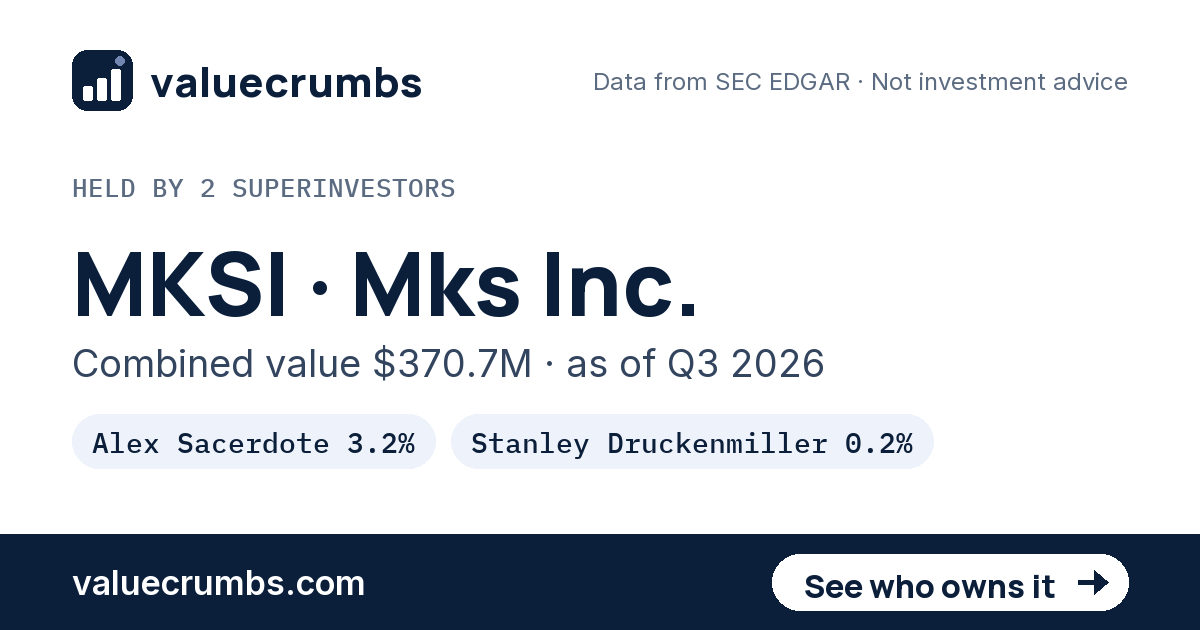 valuecrumbs
Data from SEC EDGAR · Not investment advice
HELD BY 2 SUPERINVESTORS
MKSI · Mks Inc.
Combined value $370.7M · as of Q3 2026
Alex Sacerdote 3.2%
Stanley Druckenmiller 0.2%
valuecrumbs.com
See who owns it →